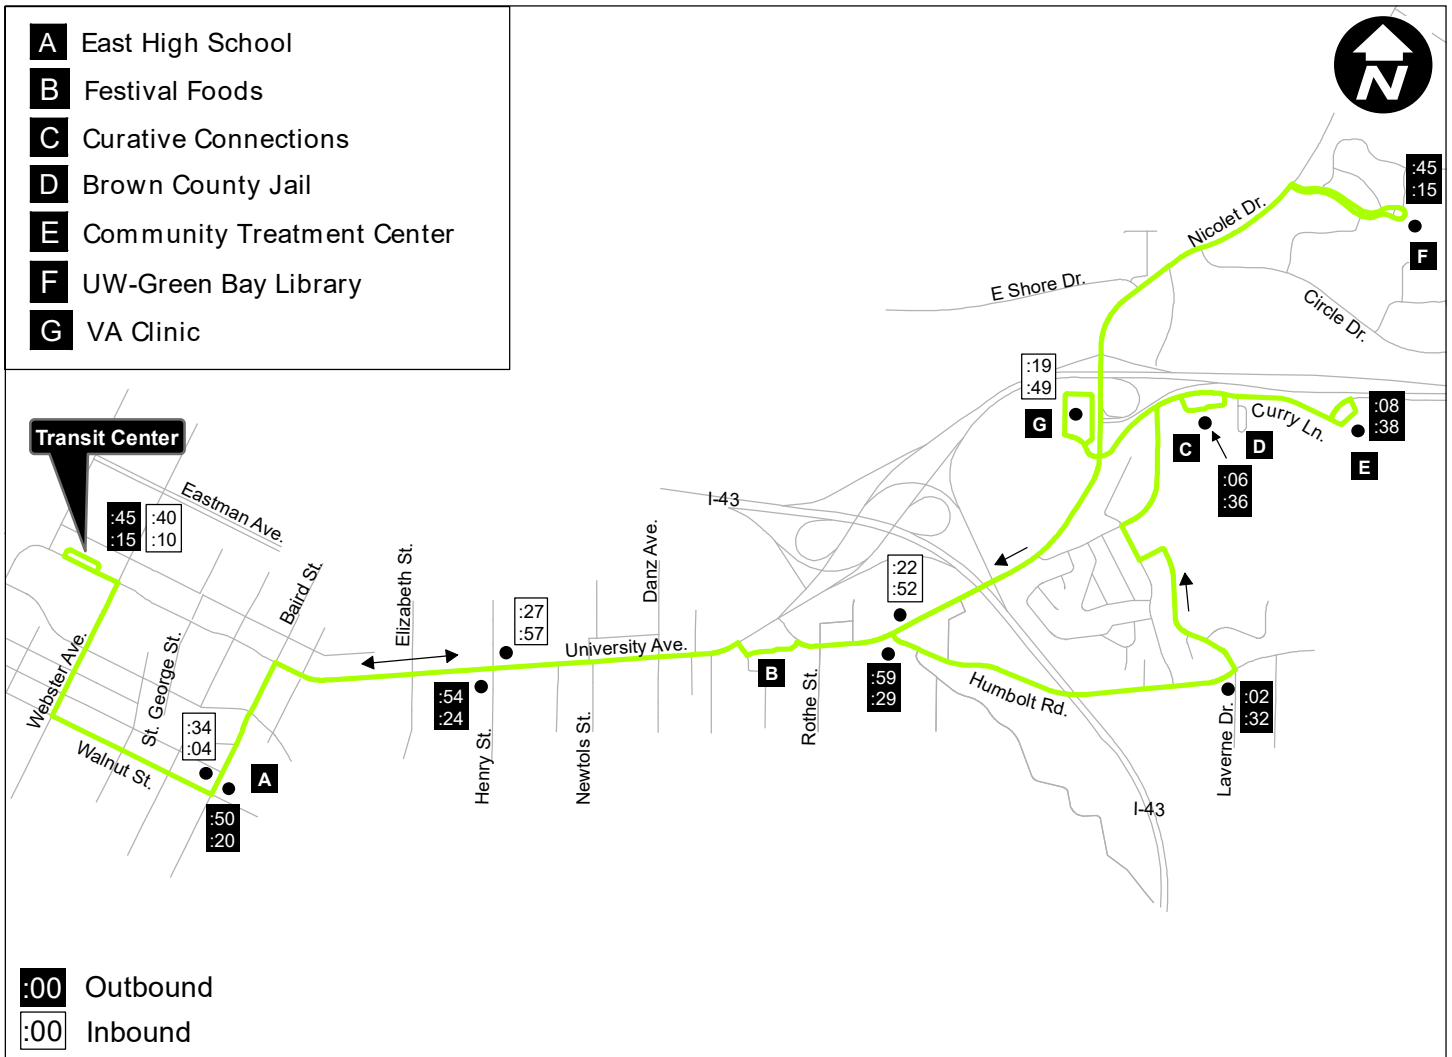 A East High School
B Festival Foods
C Curative Connections
D Brown County Jail
E Community Treatment Center
F UW-Green Bay Library
G VA Clinic
N
:45
:15
F
Nicolet Dr.
E Shore Dr.
Circle Dr.
:19
:49
G
C
D
Curry Ln.
:08
:38
E
:06
:36
Transit Center
:45
:15
:40
:10
Eastman Ave.
I-43
Baird St.
Elizabeth St.
Danz Ave.
:22
:52
:27
:57
University Ave.
B
Webster Ave.
St. George St.
:54
:24
:59
:29
Humbolt Rd.
:02
:32
Rothe St.
Laverne Dr.
Henry St.
Newtols St.
:34
:04
Walnut St.
A
:50
:20
I-43
:00 Outbound
:00 Inbound